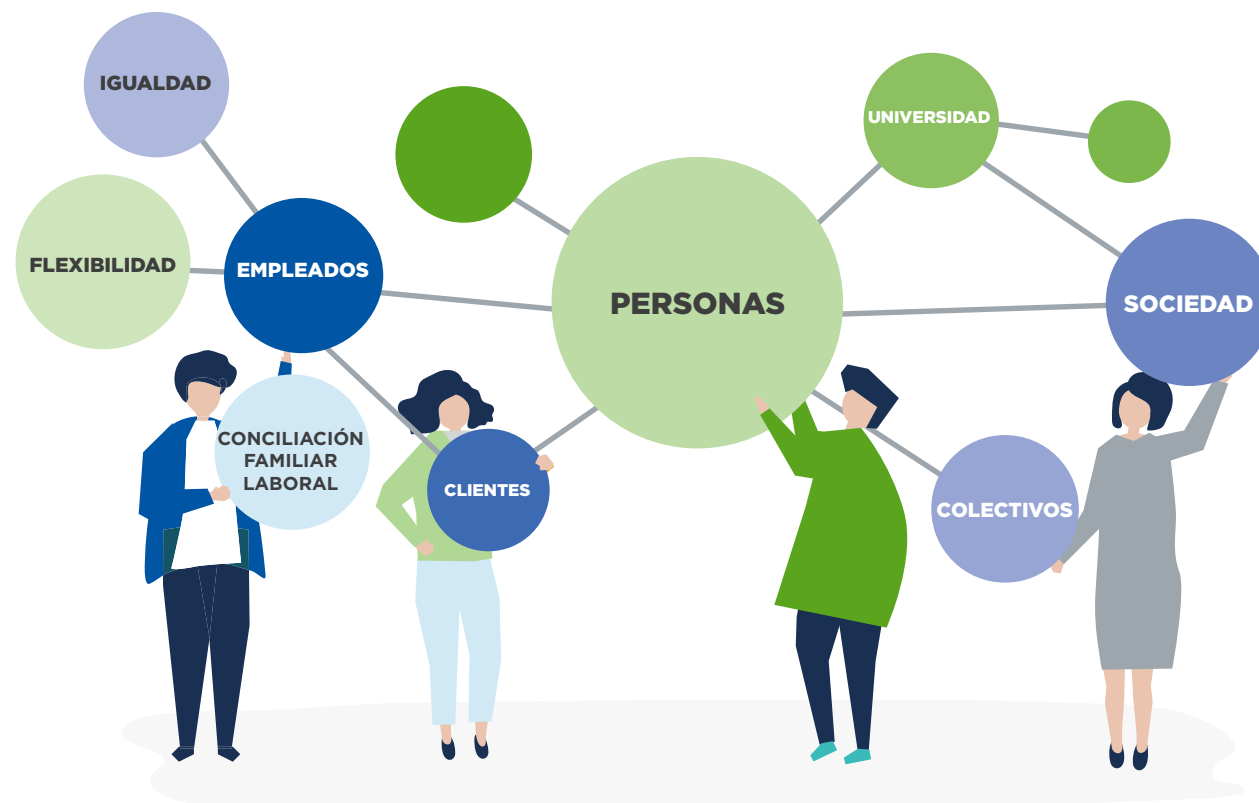 IGUALDAD
UNIVERSIDAD
FLEXIBILIDAD
EMPLEADOS
PERSONAS
SOCIEDAD
CONCILIACIÓN
FAMILIAR
LABORAL
CLIENTES
COLECTIVOS